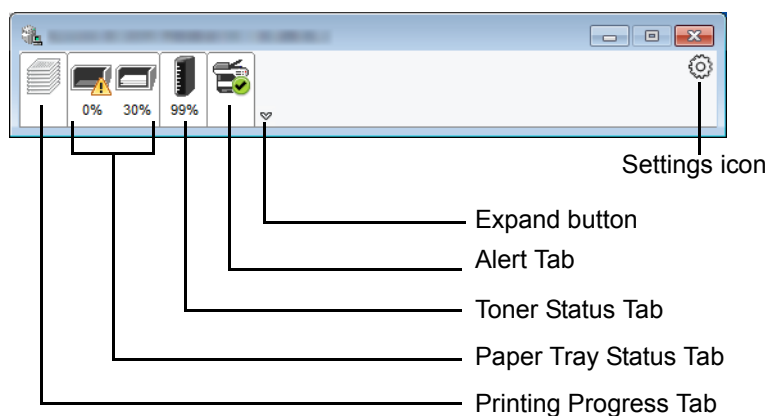 0% 30% 99%
Settings icon
Expand button
Alert Tab
Toner Status Tab
Paper Tray Status Tab
Printing Progress Tab